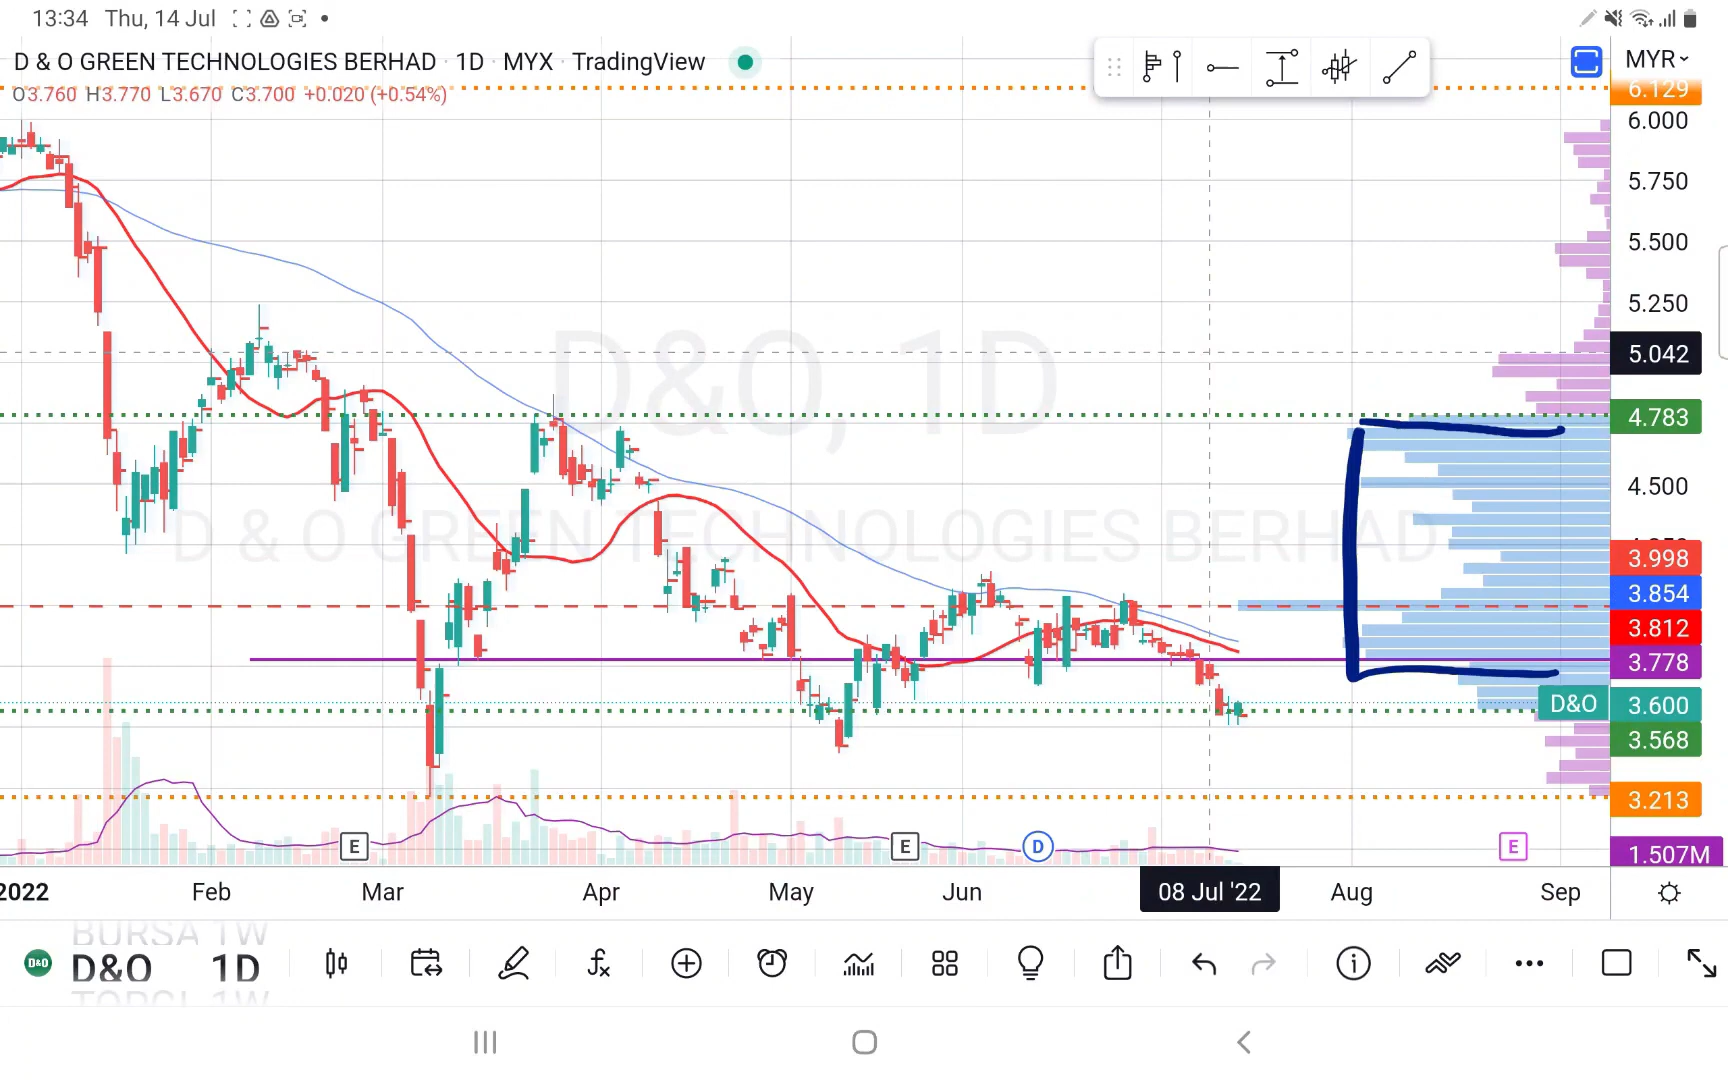 13:34 Thu, 14 Jul
D & O GREEN TECHNOLOGIES BERHAD · 1D · MYX · TradingView
MYR
O3.760 H3.770 L3.670 C3.700 +0.020 (+0.54%)
6.129
6.000
5.750
5.500
5.250
5.042
4.783
4.500
3.998
3.854
3.812
3.778
D&O 3.600
3.568
3.213
1.507M
D&O, 1D
D & O GREEN TECHNOLOGIES BERHAD
E
E
D
E
2022 Feb Mar Apr May Jun 08 Jul '22 Aug Sep
BURSA 1W
D&O D&O 1D